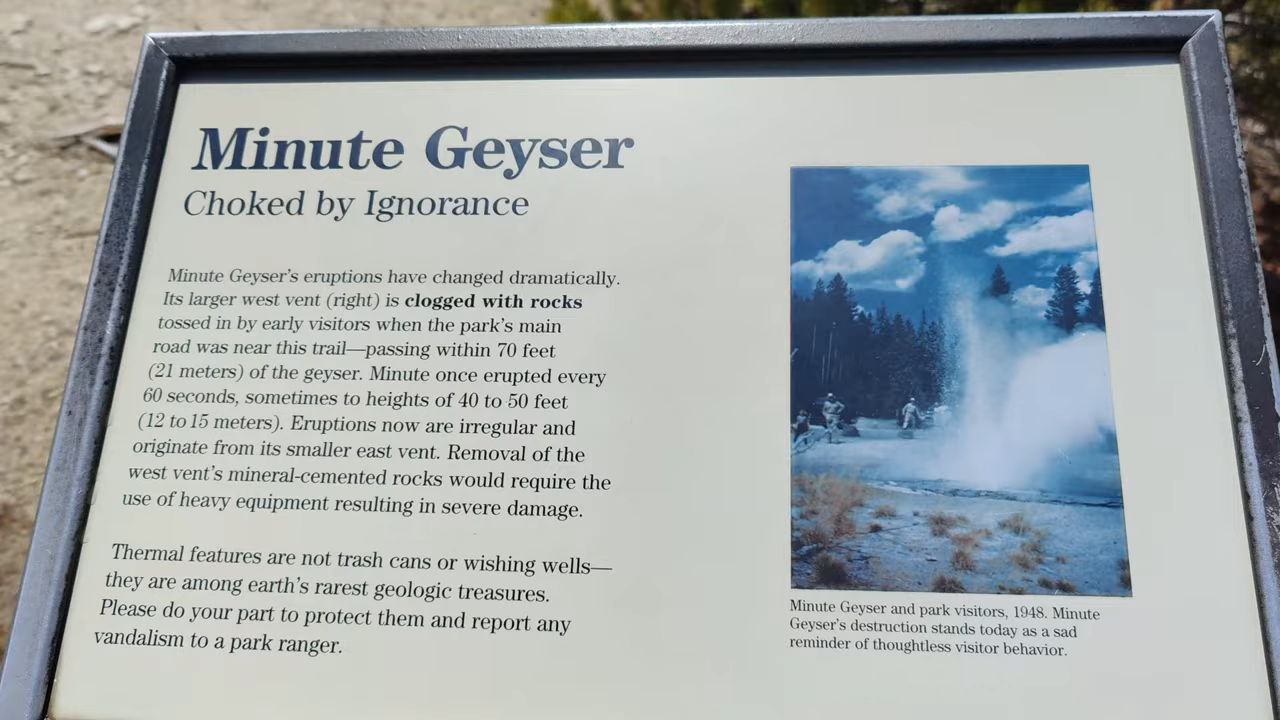 Minute Geyser
Choked by Ignorance
Minute Geyser's eruptions have changed dramatically.
Its larger west vent (right) is clogged with rocks
tossed in by early visitors when the park's main
road was near this trail—passing within 70 feet
(21 meters) of the geyser. Minute once erupted every
60 seconds, sometimes to heights of 40 to 50 feet
(12 to 15 meters). Eruptions now are irregular and
originate from its smaller east vent. Removal of the
west vent's mineral-cemented rocks would require the
use of heavy equipment resulting in severe damage.
Thermal features are not trash cans or wishing wells—
they are among earth's rarest geologic treasures.
Please do your part to protect them and report any
vandalism to a park ranger.
Minute Geyser and park visitors, 1948. Minute
Geyser's destruction stands today as a sad
reminder of thoughtless visitor behavior.